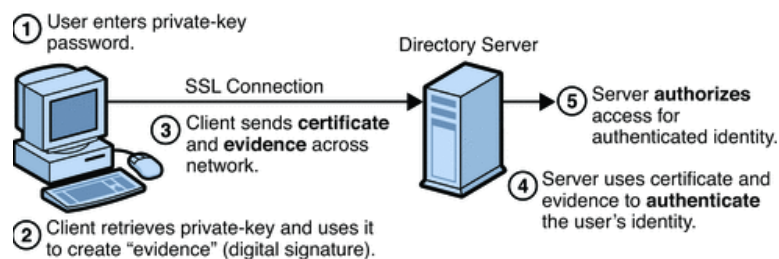 1 User enters private-key
password.
Directory Server
SSL Connection
3 Client sends certificate
and evidence across
network.
5 Server authorizes
access for
authenticated identity.
4 Server uses certificate and
evidence to authenticate
the user's identity.
2 Client retrieves private-key and uses it
to create “evidence” (digital signature).